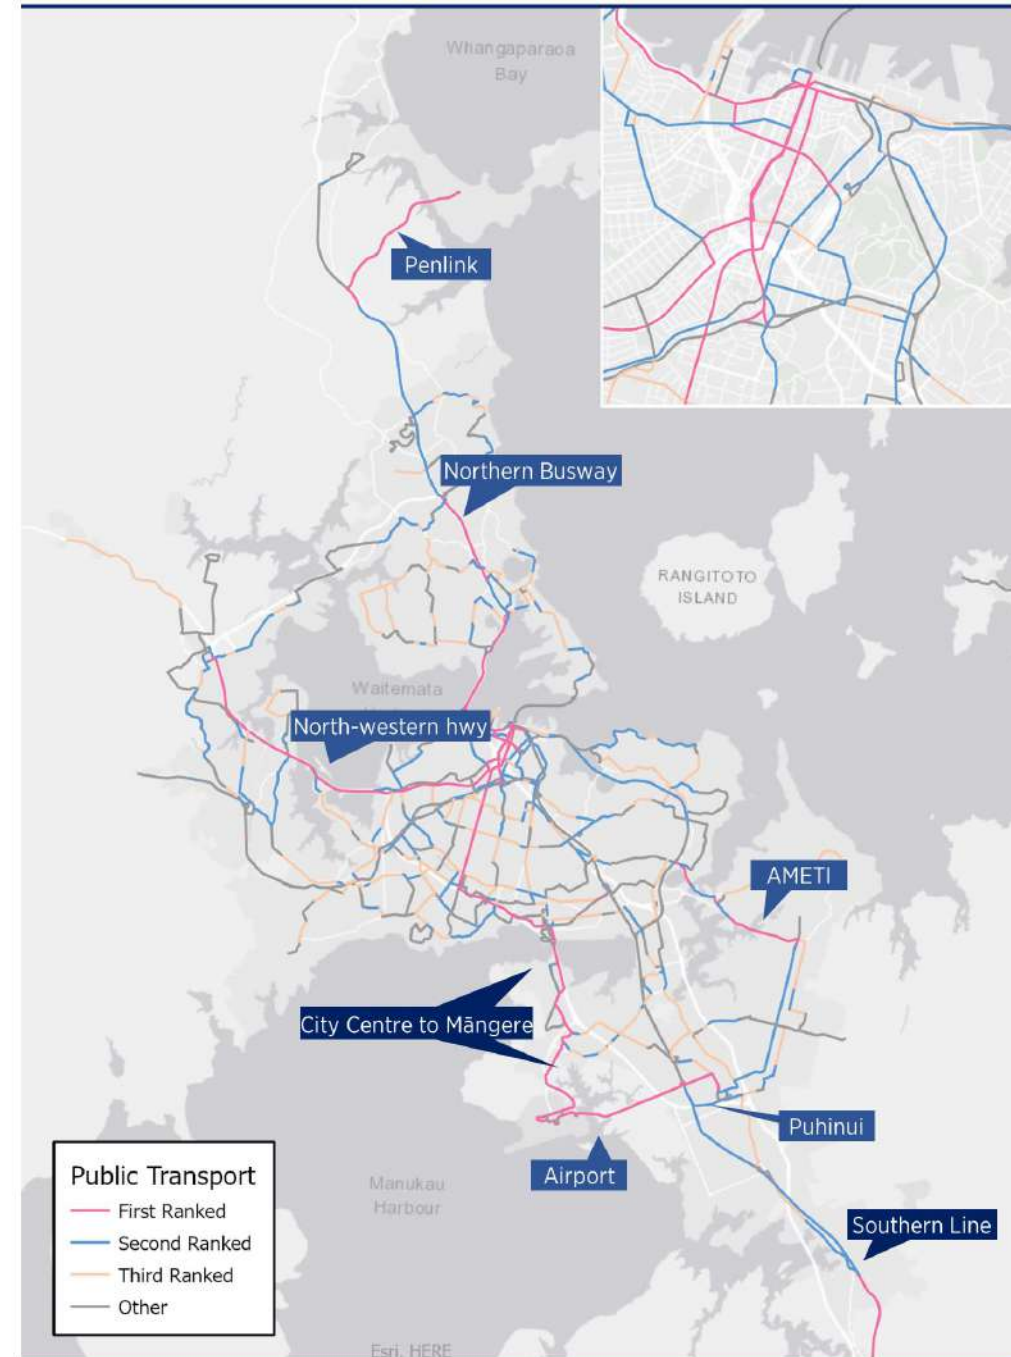 Whangaparaoa
Bay
Penlink
Northern Busway
RANGITOTO
ISLAND
Waitemata
North-western hwy
AMETI
City Centre to Māngere
Puhinui
Airport
Manukau
Harbour
Southern Line
Public Transport
First Ranked
Second Ranked
Third Ranked
Other
Esri, HERE